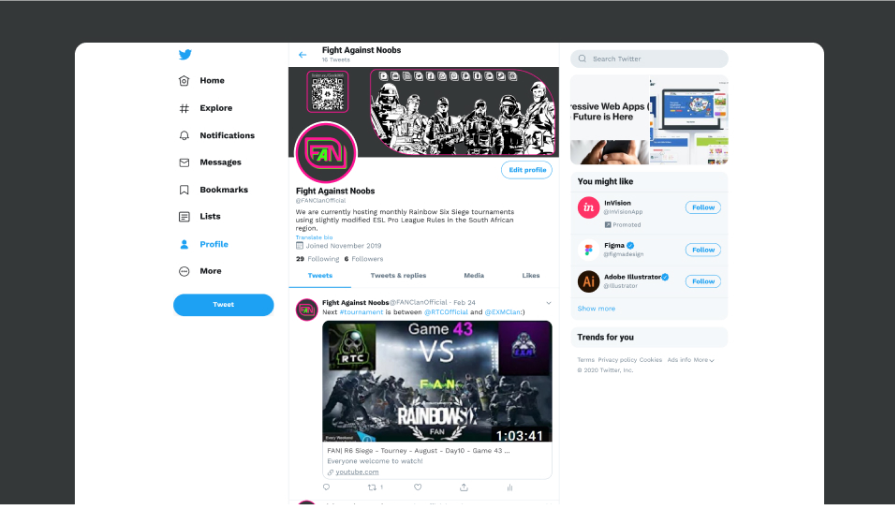 Home
Explore
Notifications
Messages
Bookmarks
Lists
Profile
More
Tweet
Fight Against Noobs
16 Tweets
FAN
Edit profile
Fight Against Noobs
@FANClanOfficial
We are currently hosting monthly Rainbow Six Siege tournaments
using slightly modified ESL Pro League Rules in the South African
region.
Translate bio
Joined November 2019
29 Following 6 Followers
Tweets Tweets & replies Media Likes
Fight Against Noobs @FANClanOfficial · Feb 24
Next #tournament is between @RTCOfficial and @EXMClan:)
Game 43
RTC
VS
FAN
RAINBOWSIX
FAN
1:03:41
FAN| R6 Siege - Tourney - August - Day10 - Game 43 ...
Everyone welcome to watch!
youtube.com
Search Twitter
ressive Web Apps (
Future is Here
You might like
in
InVision
@InVisionApp
Promoted
Follow
Figma
@figmadesign
Follow
Ai
Adobe Illustrator
@Illustrator
Follow
Show more
Trends for you
Terms Privacy policy Cookies Ads info More
© 2020 Twitter, Inc.